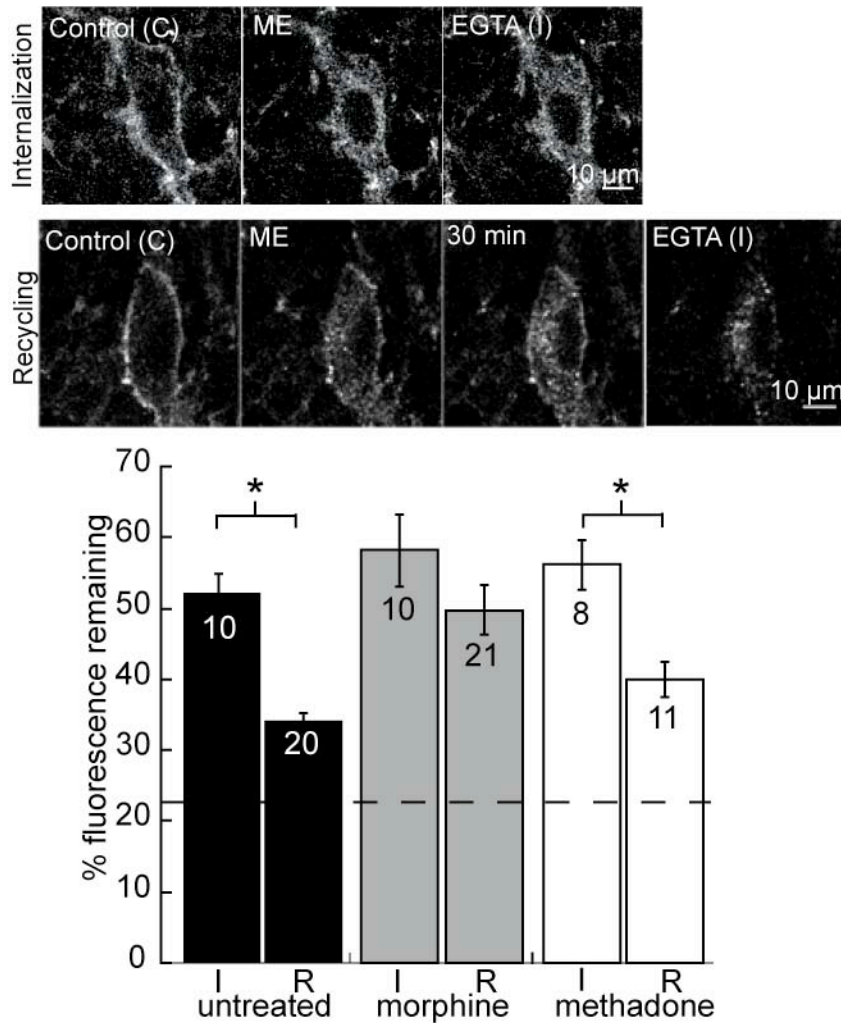 Internalization
Control (C)
ME
EGTA (I)
10 µm
Recycling
Control (C)
ME
30 min
EGTA (I)
10 µm
% fluorescence remaining
70
60
50
40
30
20
10
0
*
*
10
20
10
21
8
11
I R I R I R
untreated morphine methadone